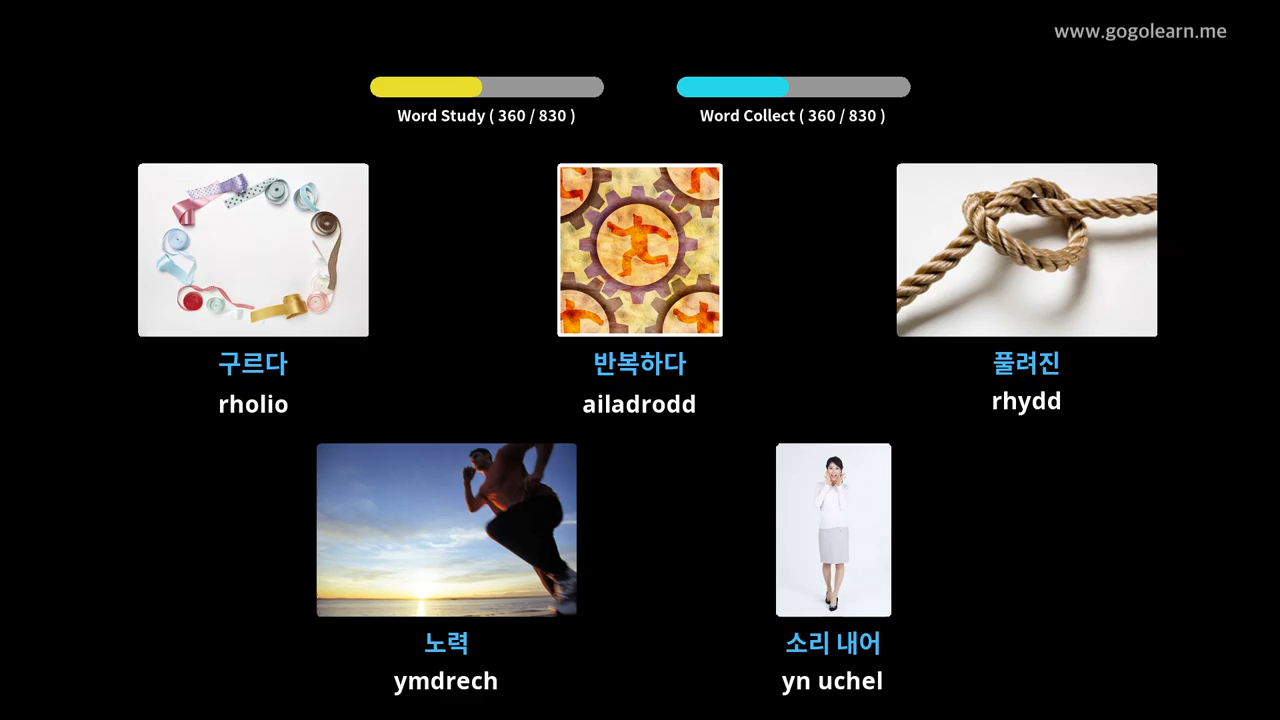 www.gogolearn.me
Word Study ( 360 / 830 )
Word Collect ( 360 / 830 )
구르다
rholio
반복하다
ailadrodd
풀려진
rhydd
노력
ymdrech
소리 내어
yn uchel